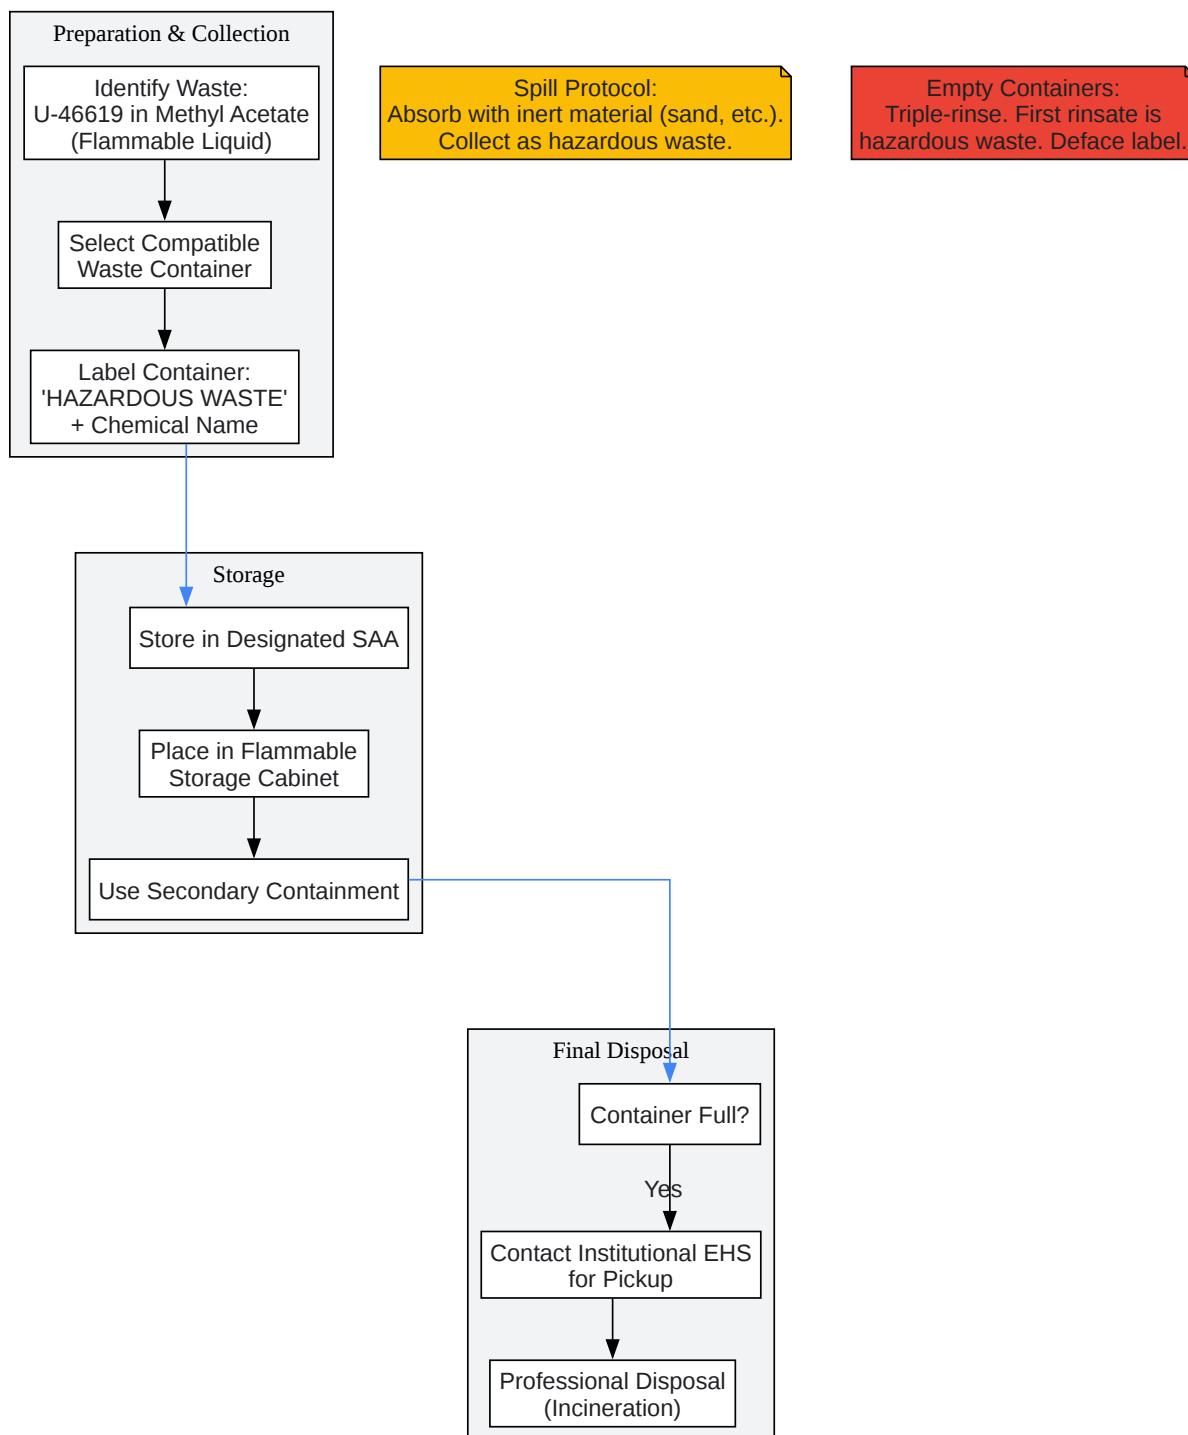 Preparation & Collection
Identify Waste:
U-46619 in Methyl Acetate
(Flammable Liquid)
Spill Protocol:
Absorb with inert material (sand, etc.).
Collect as hazardous waste.
Empty Containers:
Triple-rinse. First rinsate is
hazardous waste. Deface label.
Select Compatible
Waste Container
Label Container:
'HAZARDOUS WASTE'
+ Chemical Name
Storage
Store in Designated SAA
Place in Flammable
Storage Cabinet
Use Secondary Containment
Final Disposal
Container Full?
Yes
Contact Institutional EHS
for Pickup
Professional Disposal
(Incineration)